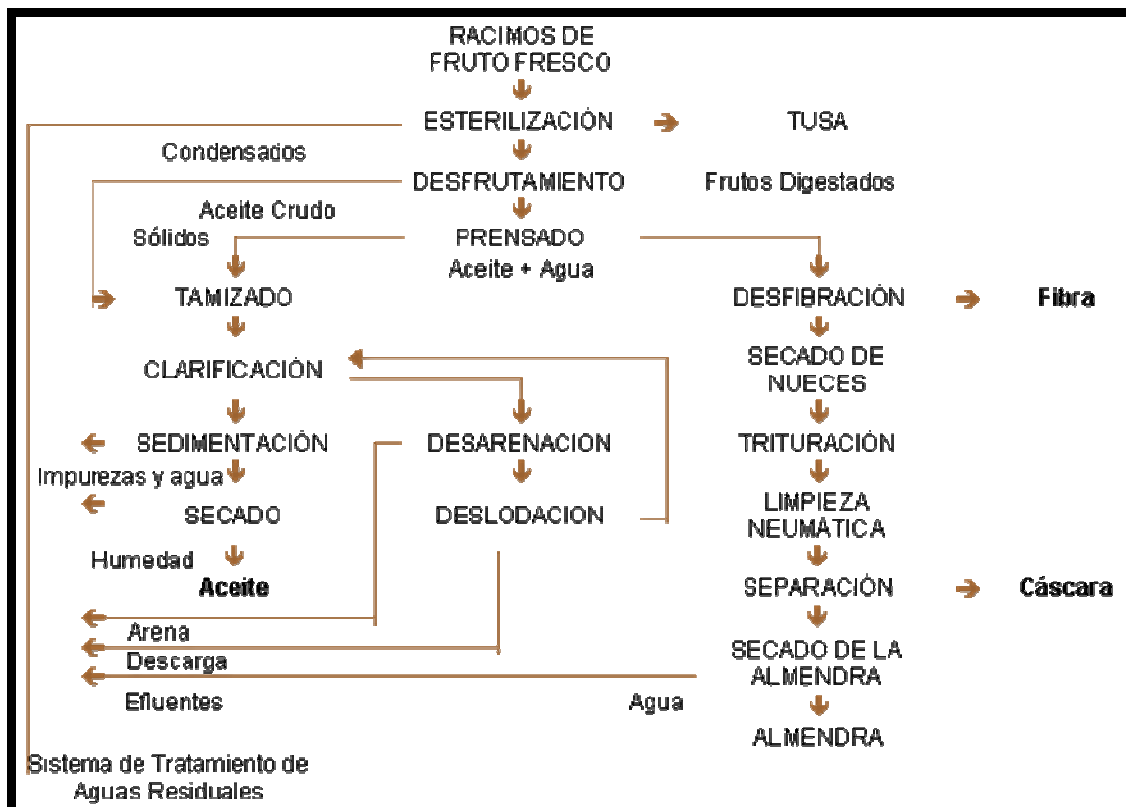 RACIMOS DE
FRUTO FRESCO
ESTERILIZACIÓN
TUSA
Condensados
DESFRUTAMIENTO
Frutos Digestados
Aceite Crudo
Sólidos
PRENSADO
Aceite + Agua
TAMIZADO
DESFIBRACIÓN
Fibra
CLARIFICACIÓN
SECADO DE
NUECES
SEDIMENTACIÓN
DESARENACION
TRITURACIÓN
Impurezas y agua
SECADO
DESLODACION
LIMPIEZA
NEUMÁTICA
Humedad
Aceite
SEPARACIÓN
Cáscara
Arena
Descarga
SECADO DE LA
ALMENDRA
Efluentes
Agua
ALMENDRA
Sistema de Tratamiento de
Aguas Residuales